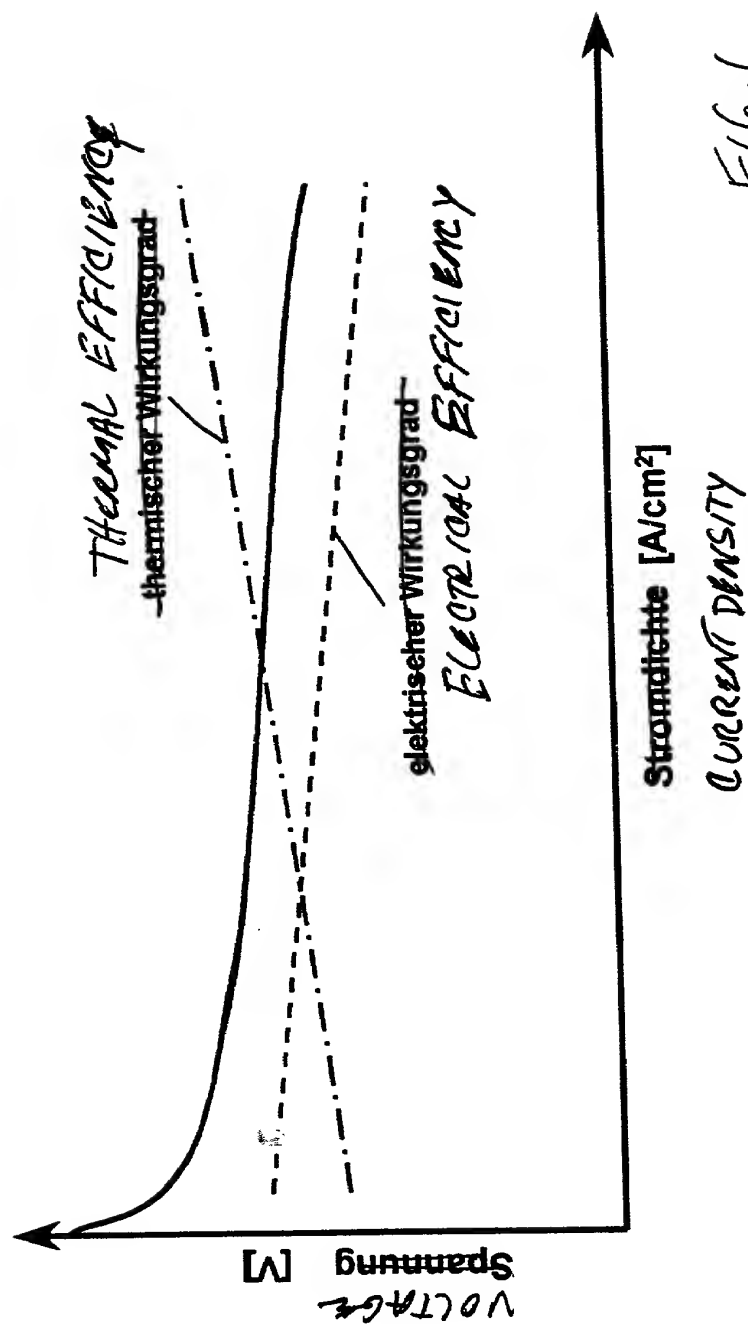 THERMAL EFFICIENCY
thermischer Wirkungsgrad
VOLTAGE
Spannung [V]
elektrischer Wirkungsgrad
ELECTRICAL EFFICIENCY
Stromdichte [A/cm²]
CURRENT DENSITY